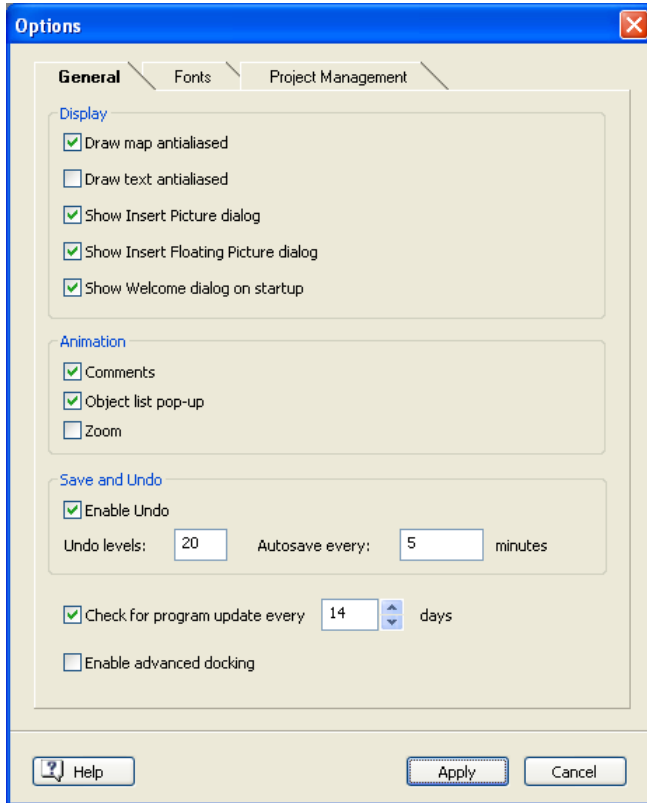 Options
General Fonts Project Management
Display
Draw map antialiased
Draw text antialiased
Show Insert Picture dialog
Show Insert Floating Picture dialog
Show Welcome dialog on startup
Animation
Comments
Object list pop-up
Zoom
Save and Undo
Enable Undo
Undo levels: 20 Autosave every: 5 minutes
Check for program update every 14 days
Enable advanced docking
? Help Apply Cancel